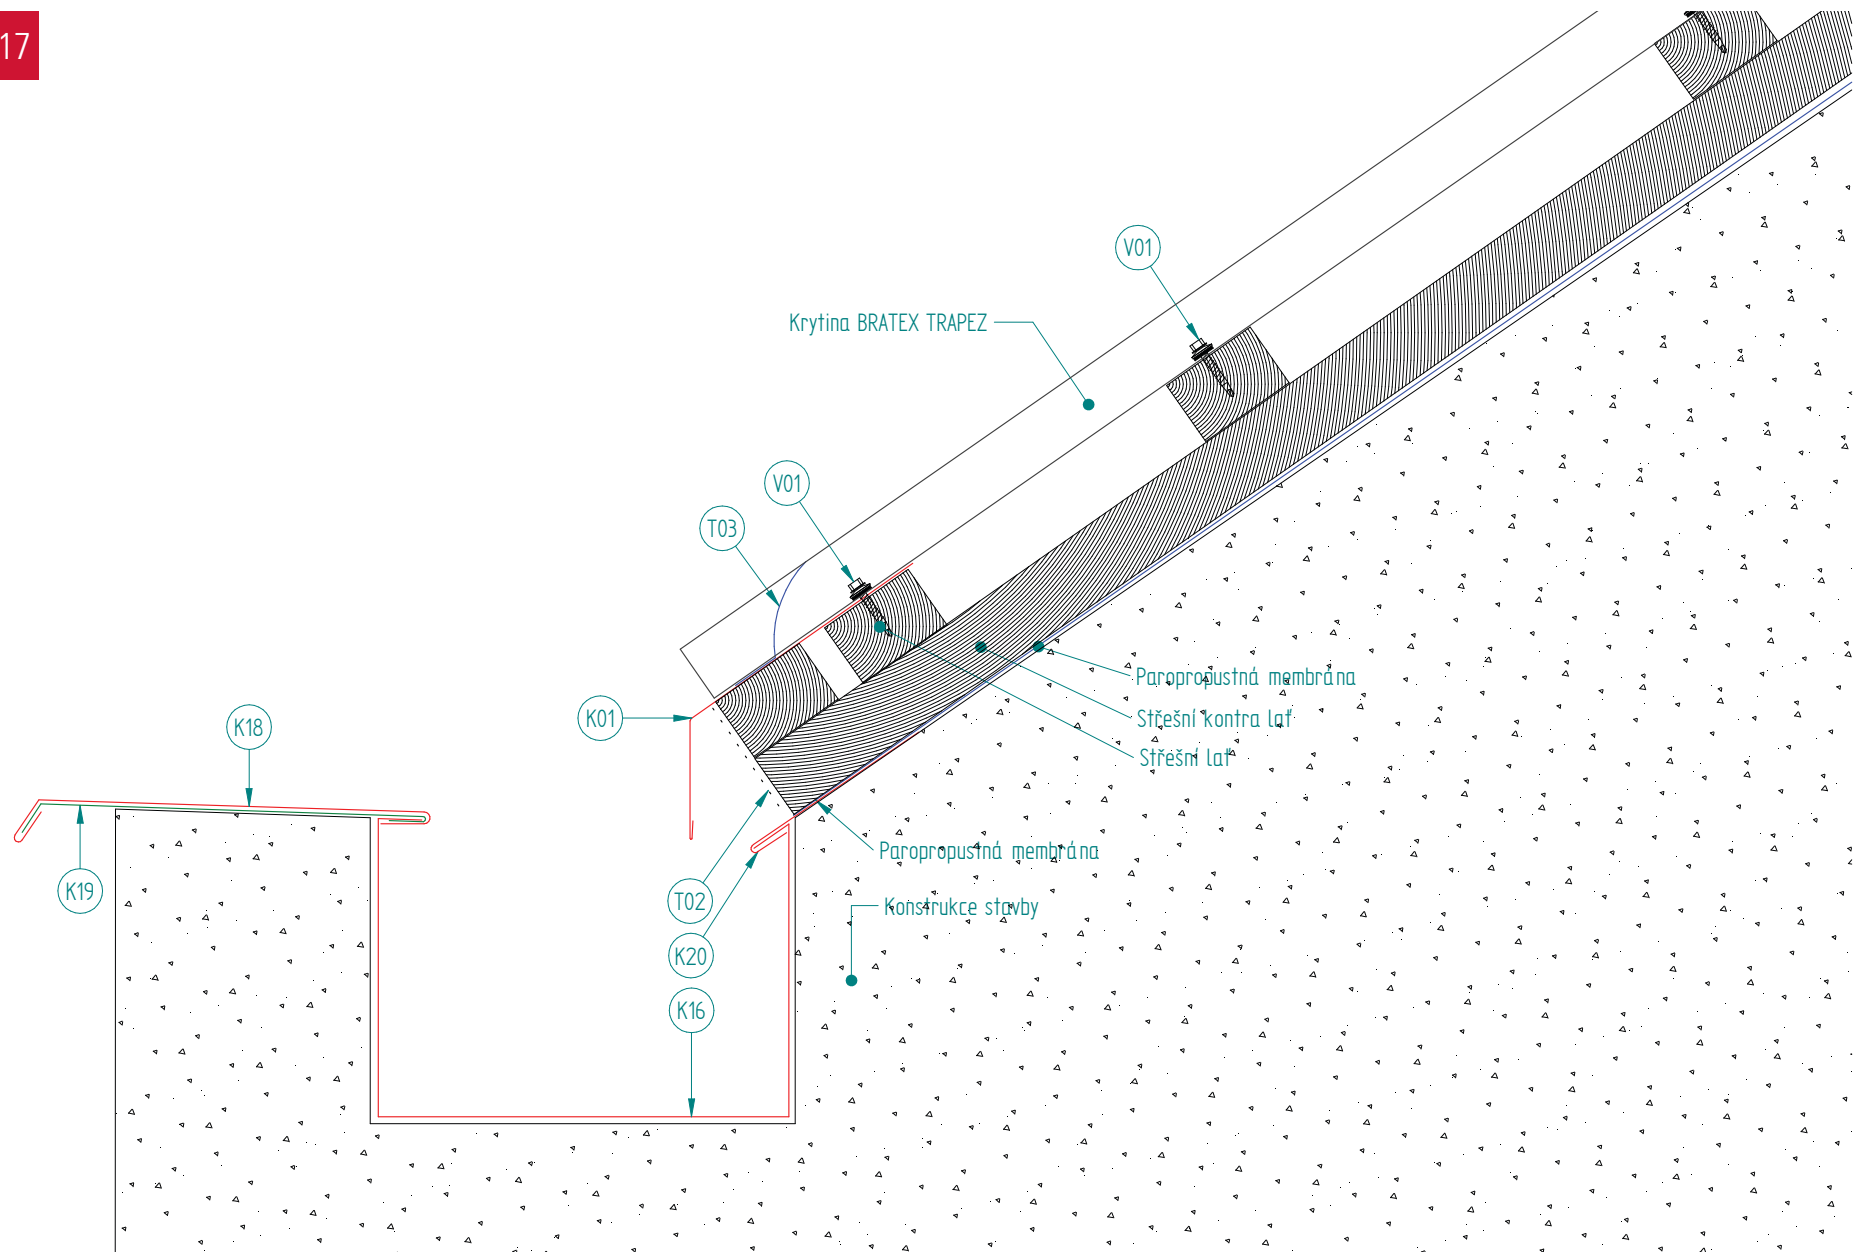 17
V01
Krytina BRATEX TRAPEZ
V01
T03
Paropropustná membrána
K01
Střešní kontra lať
K18
Střešní lať
Paropropustná membrána
K19
T02
Konstrukce stavby
K20
K16